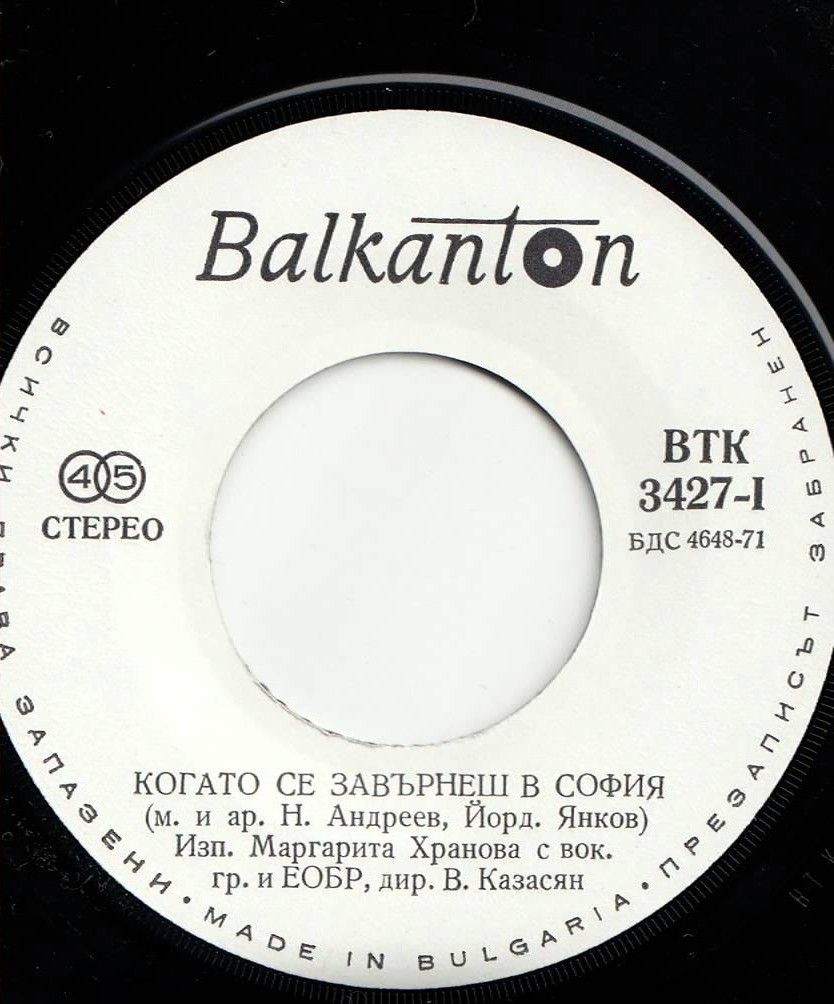 Balkanton
45
СТЕРЕО
ВТК
3427-I
БДС 4648-71
КОГАТО СЕ ЗАВЪРНЕШ В СОФИЯ
(м. и ар. Н. Андреев, Йорд. Янков)
Изп. Маргарита Хранова с вок.
гр. и ЕОБР, дир. В. Казасян
ВСИЧКИ ПРАВА ЗАПАЗЕНИ • MADE IN BULGARIA • ПРЕЗАПИСЪТ ЗАБРАНЕН